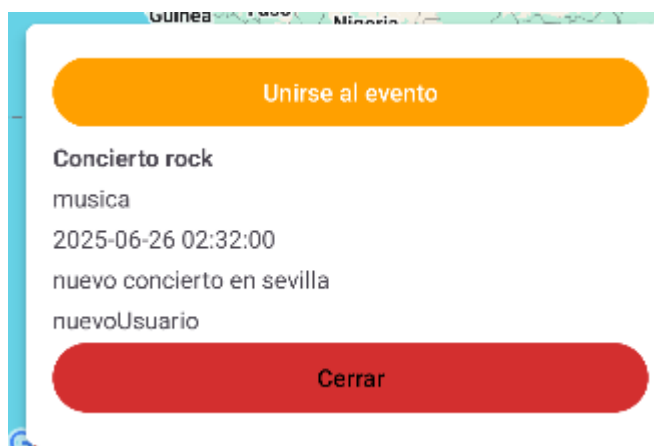 Guinea
Nigeria
Unirse al evento
Concierto rock
musica
2025-06-26 02:32:00
nuevo concierto en sevilla
nuevoUsuario
Cerrar